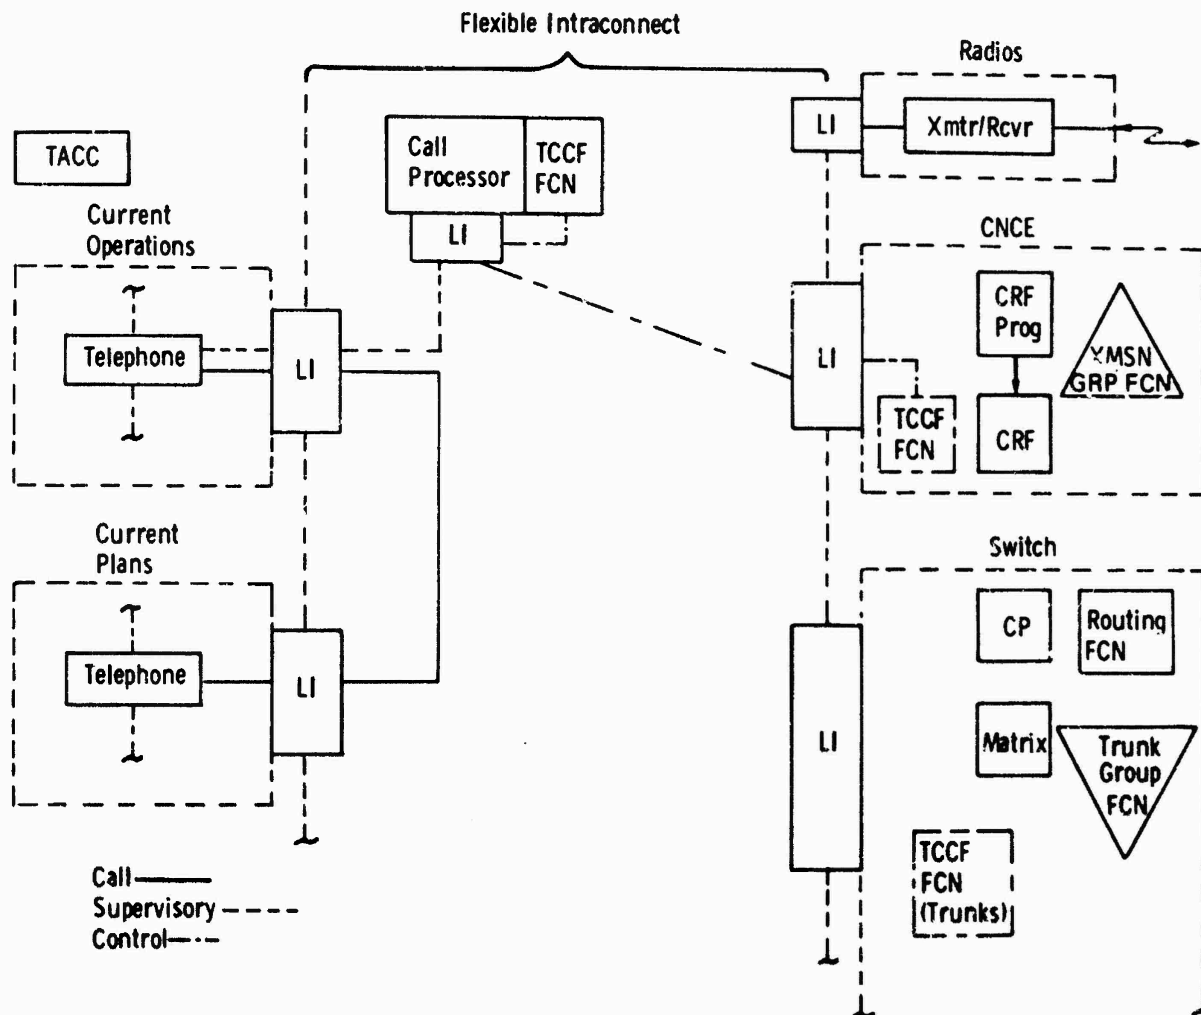 Flexible Intraconnect
Radios
LI
Xmtr/Rcvr
TACC
Call
Processor
TCCF
FCN
LI
Current
Operations
CNCE
Telephone
LI
LI
CRF
Prog
XMSN
GRP FCN
TCCF
FCN
CRF
Current
Plans
Switch
Telephone
LI
LI
CP
Routing
FCN
Matrix
Trunk
Group
FCN
TCCF
FCN
(Trunks)
Call
Supervisory
Control